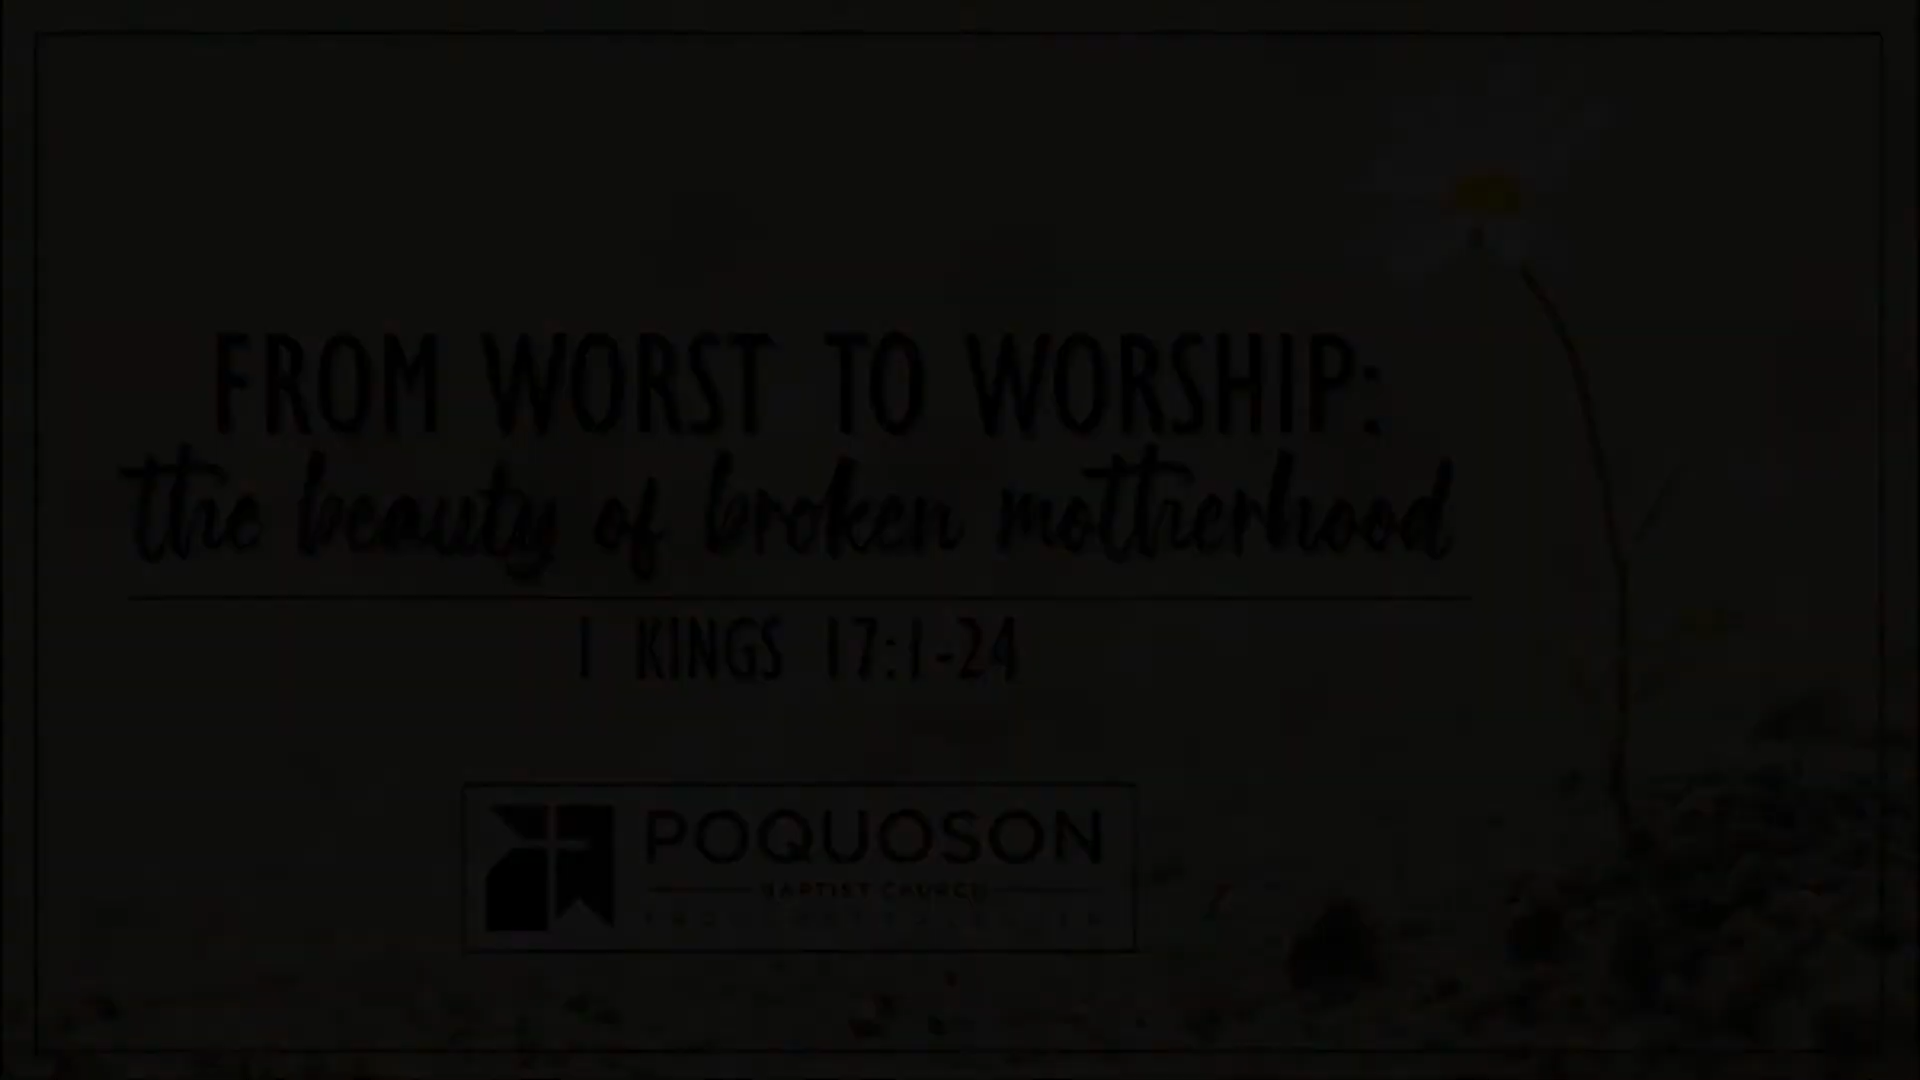 FROM WORST TO WORSHIP:
the beauty of broken motherhood
1 KINGS 17:1-24
POQUOSON
BAPTIST CHURCH